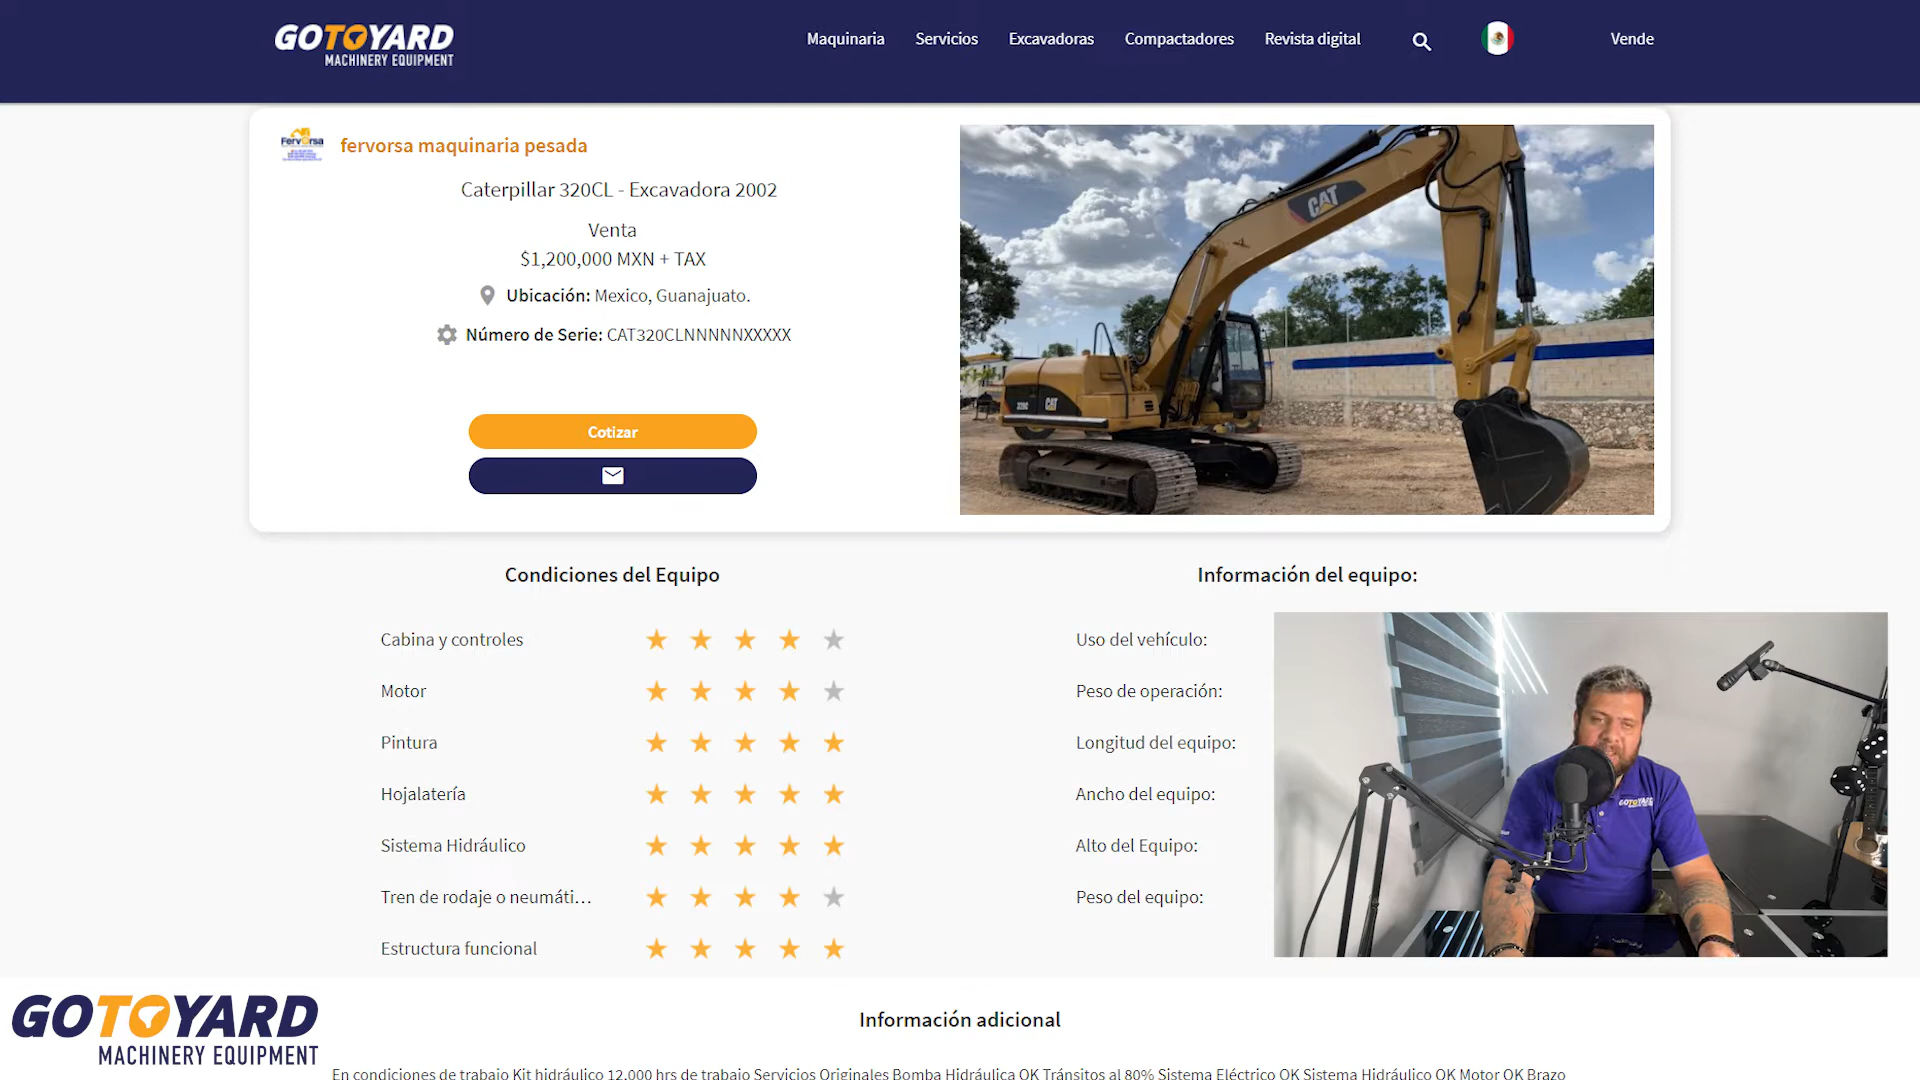 GOTOYARD
MACHINERY EQUIPMENT
Maquinaria
Servicios
Excavadoras
Compactadores
Revista digital
Vende
Fervorsa
fervorsa maquinaria pesada
Caterpillar 320CL - Excavadora 2002
Venta
$1,200,000 MXN + TAX
Ubicación: Mexico, Guanajuato.
Número de Serie: CAT320CLNNNNNXXXXX
Cotizar
CAT
320C
CAT
Condiciones del Equipo
Cabina y controles
Motor
Pintura
Hojalatería
Sistema Hidráulico
Tren de rodaje o neumáti...
Estructura funcional
Información del equipo:
Uso del vehículo:
Peso de operación:
Longitud del equipo:
Ancho del equipo:
Alto del Equipo:
Peso del equipo:
GOTOYARD
GOTOYARD
MACHINERY EQUIPMENT
Información adicional
En condiciones de trabajo Kit hidráulico 12,000 hrs de trabajo Servicios Originales Bomba Hidráulica OK Tránsitos al 80% Sistema Eléctrico OK Sistema Hidráulico OK Motor OK Brazo